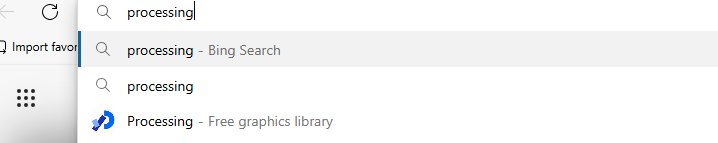 processing
Import favor
processing - Bing Search
processing
Processing - Free graphics library